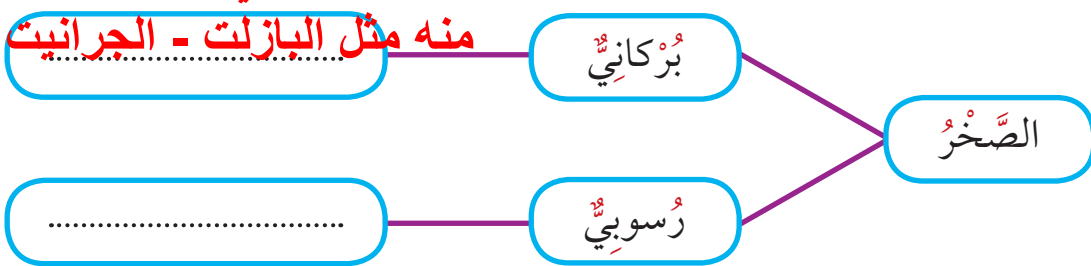 الصَّخْرُ
بُرْكانِيٌّ
منه مثل البازلت - الجرانيت
....................................
رُسوبِيٌّ
....................................